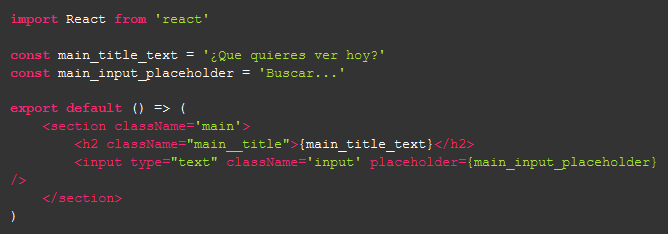 import React from 'react'
const main_title_text = '¿Que quieres ver hoy?'
const main_input_placeholder = 'Buscar...'
export default () => (
<section className='main'>
<h2 className="main__title">{main_title_text}</h2>
<input type="text" className='input' placeholder={main_input_placeholder}
/>
</section>
)